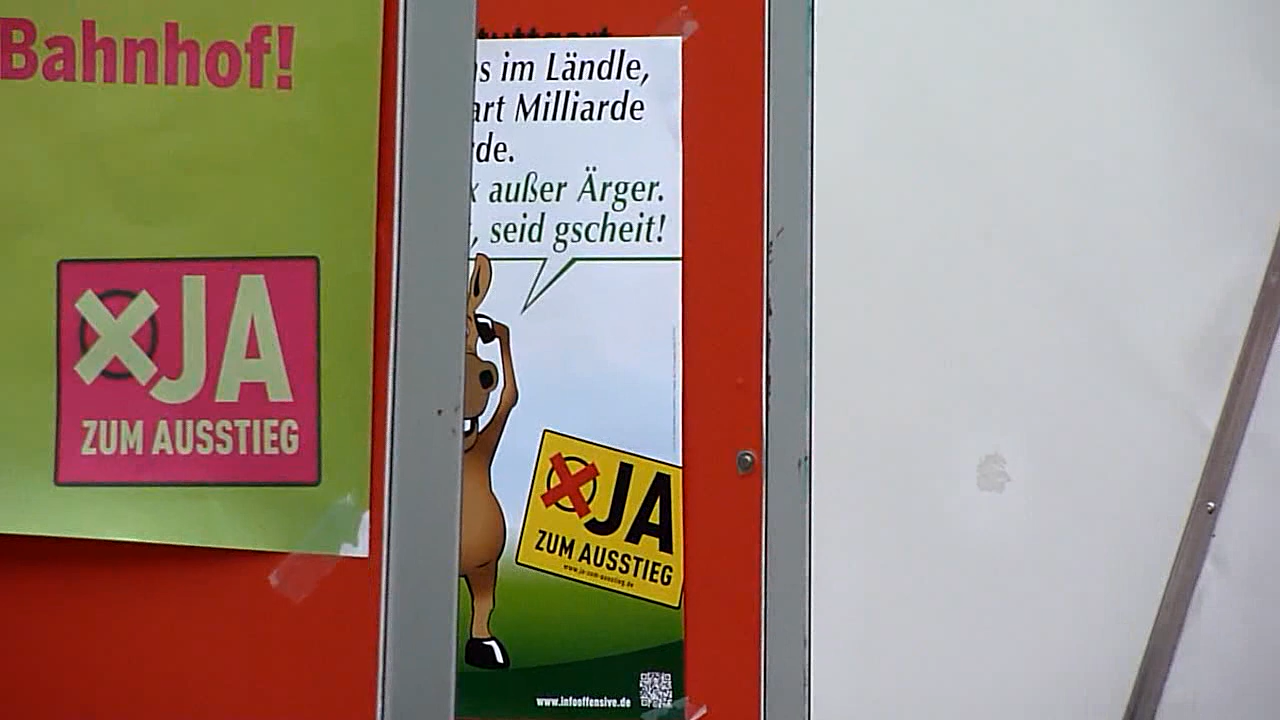 Bahnhof!
JA
ZUM AUSSTIEG
s im Ländle,
art Milliarde
de.
x außer Ärger.
, seid gscheit!
JA
ZUM AUSSTIEG
www.ja-zum-ausstieg.de
www.infooffensive.de